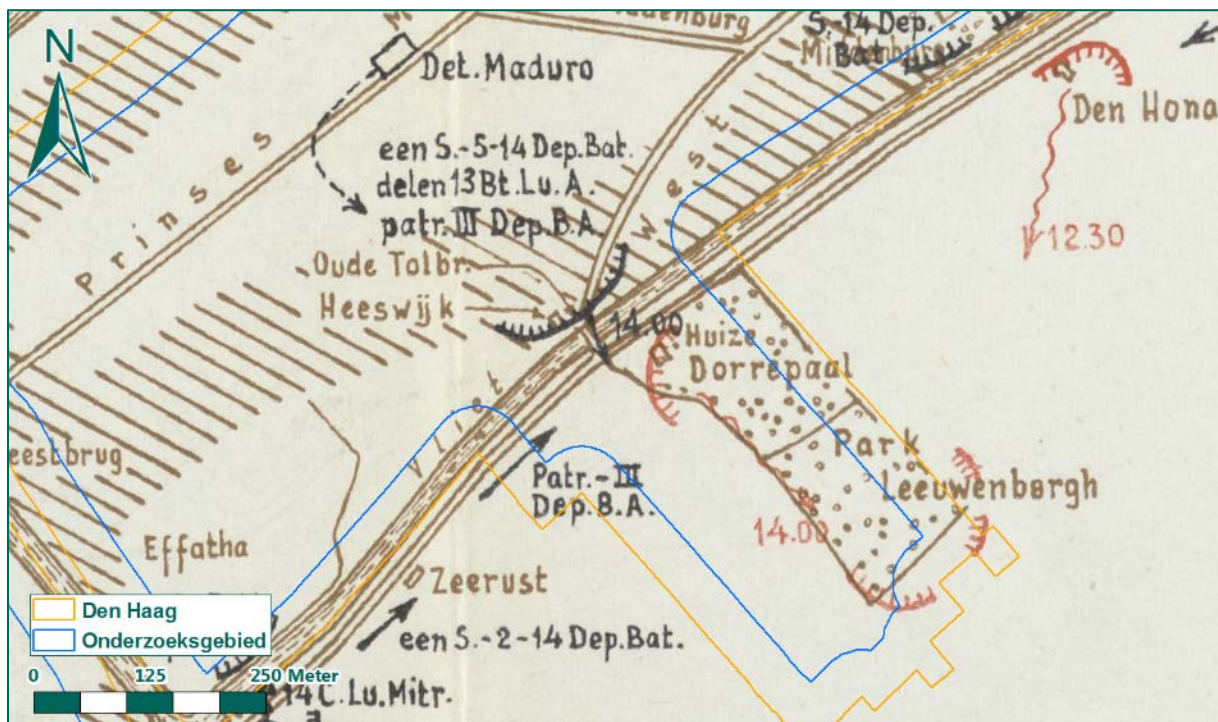 N
Det. Maduro
S.-14 Dep.
Bat.
Den Hona
een S.-5-14 Dep.Bat.
delen 13 Bt. Lu. A.
patr. III Dep. B.A.
Prinses
West
12.30
Oude Tolbr.
Heeswijk
14.00
Huize
Dorrepaal
Vliet
Park
Leeuwenbergh
eestbrug
Patr.-III
Dep. B.A.
14.00
Effatha
Zeerust
een S.-2-14 Dep.Bat.
Den Haag
Onderzoeksgebied
0 125 250 Meter
14 C. Lu. Mitr.